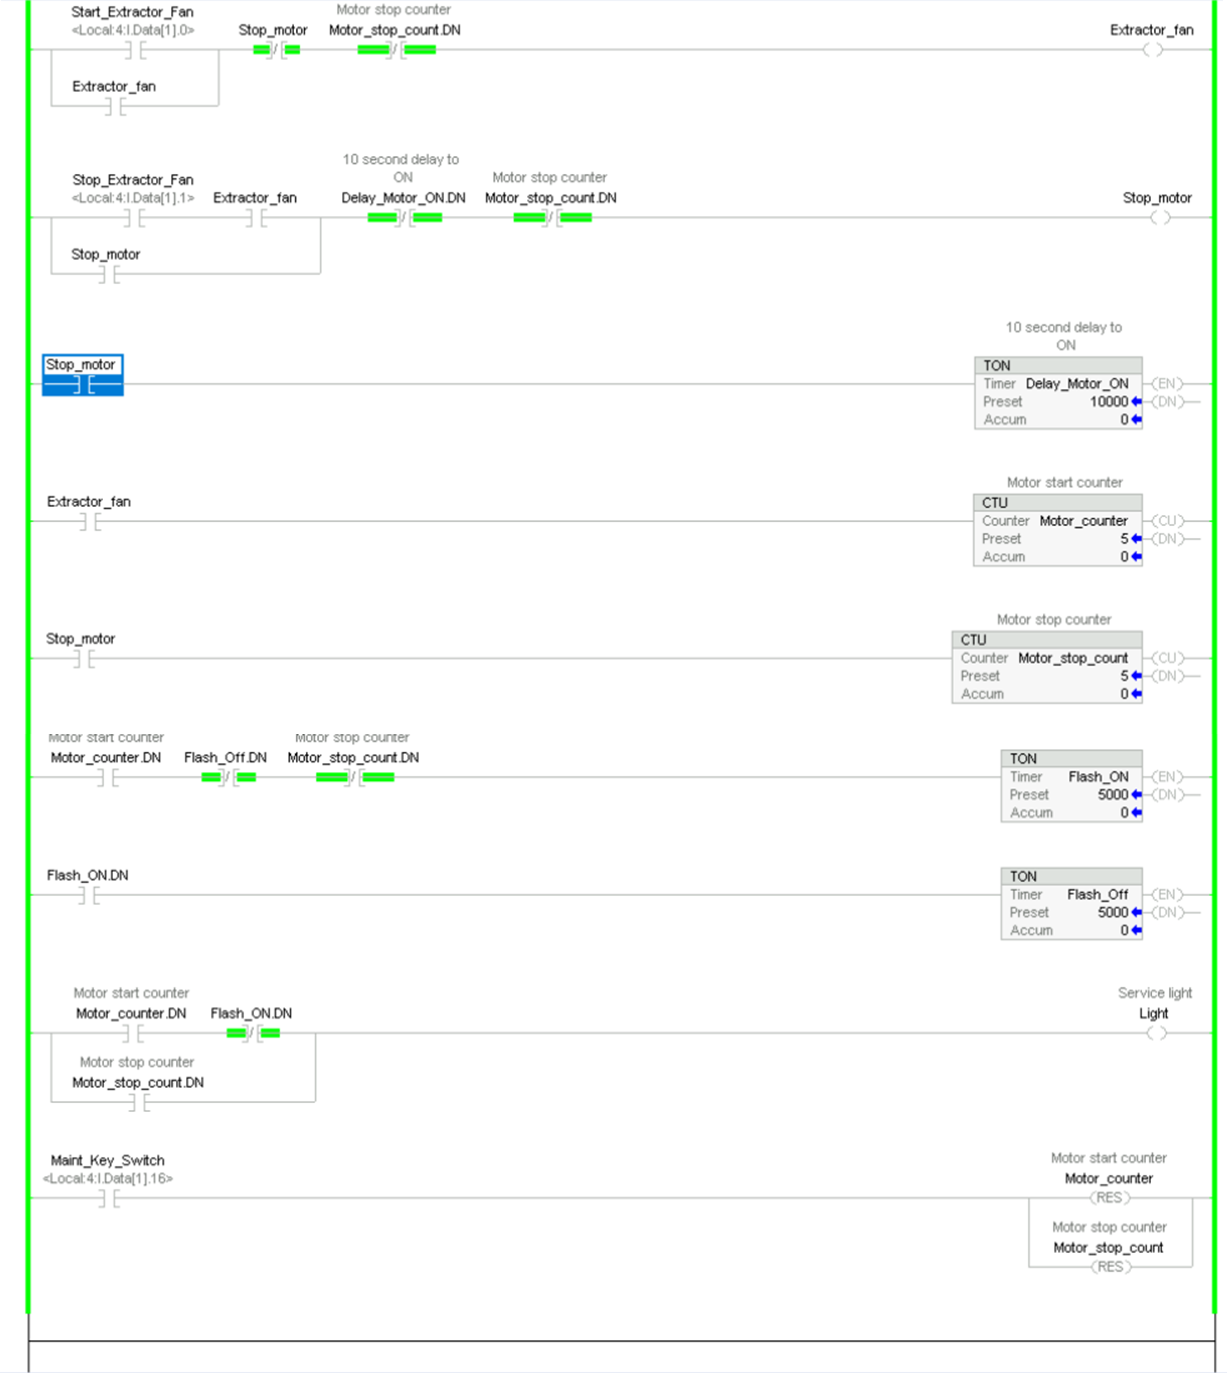 Start_Extractor_Fan
<Local:4:I.Data[1].0>
Stop_motor
Motor stop counter
Motor_stop_count.DN
Extractor_fan
Extractor_fan
Stop_Extractor_Fan
<Local:4:I.Data[1].1>
Extractor_fan
10 second delay to
ON
Delay_Motor_ON.DN
Motor stop counter
Motor_stop_count.DN
Stop_motor
Stop_motor
Stop_motor
10 second delay to
ON
TON
Timer Delay_Motor_ON (EN)
Preset 10000 (DN)
Accum 0
Extractor_fan
Motor start counter
CTU
Counter Motor_counter (CU)
Preset 5 (DN)
Accum 0
Stop_motor
Motor stop counter
CTU
Counter Motor_stop_count (CU)
Preset 5 (DN)
Accum 0
Motor start counter
Motor_counter.DN
Flash_Off.DN
Motor stop counter
Motor_stop_count.DN
TON
Timer Flash_ON (EN)
Preset 5000 (DN)
Accum 0
Flash_ON.DN
TON
Timer Flash_Off (EN)
Preset 5000 (DN)
Accum 0
Motor start counter
Motor_counter.DN
Flash_ON.DN
Service light
Light
Motor stop counter
Motor_stop_count.DN
Maint_Key_Switch
<Local:4:I.Data[1].16>
Motor start counter
Motor_counter
(RES)
Motor stop counter
Motor_stop_count
(RES)